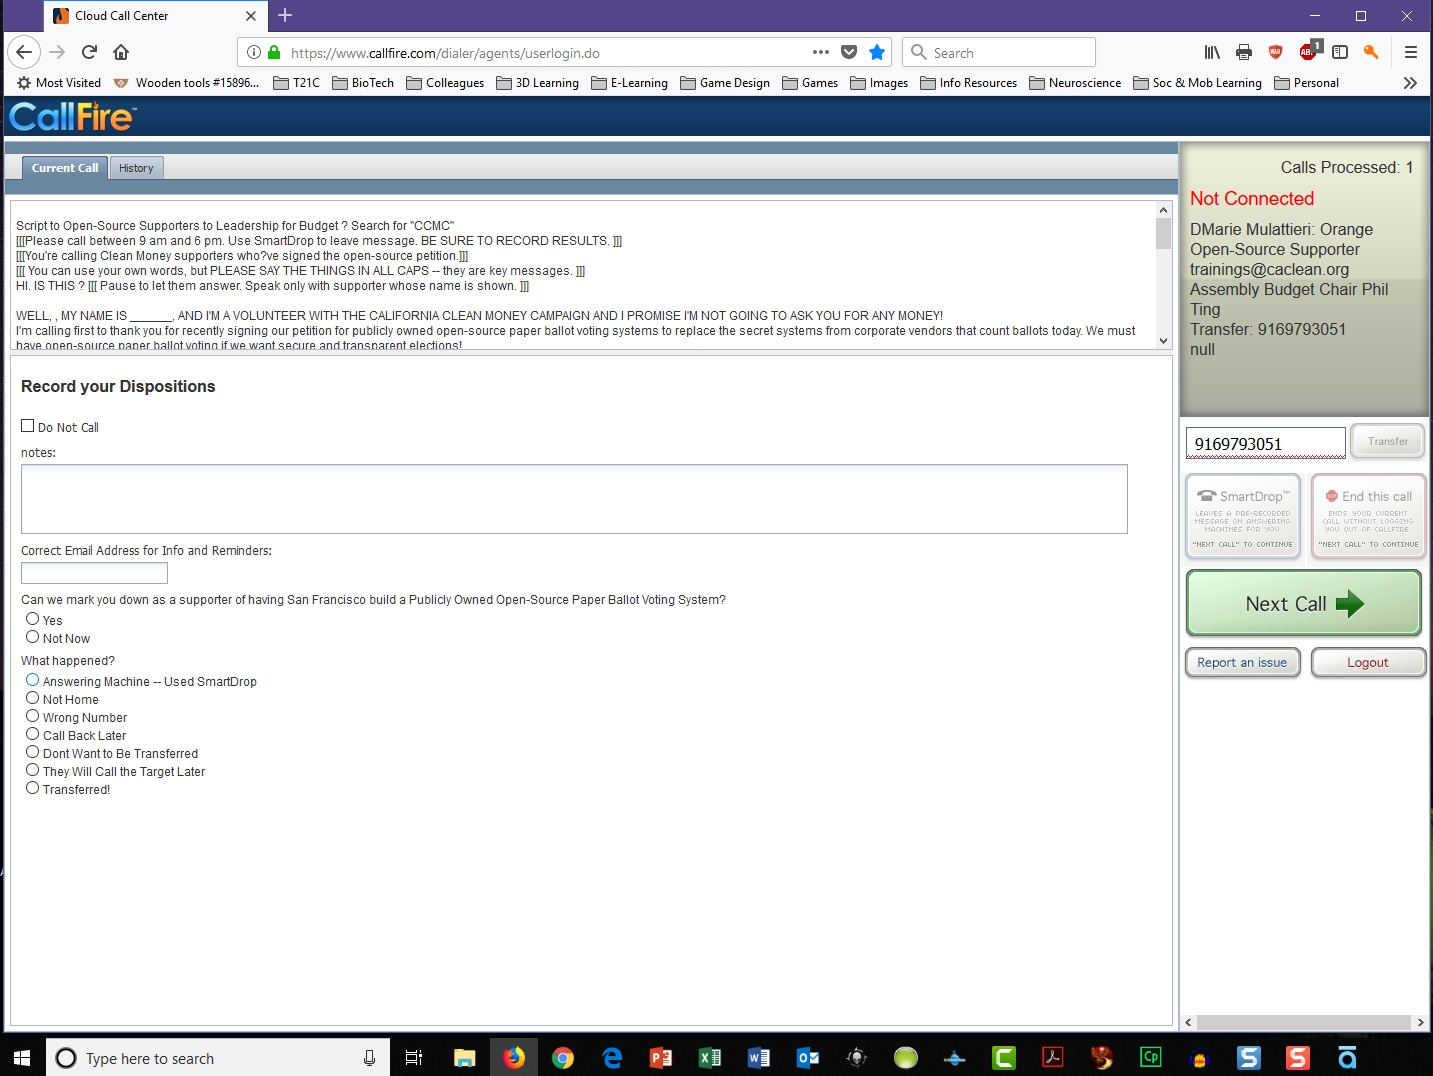 Cloud Call Center
https://www.callfire.com/dialer/agents/userlogin.do
Search
1
Most Visited
Wooden tools #15896...
T21C
BioTech
Colleagues
3D Learning
E-Learning
Game Design
Games
Images
Info Resources
Neuroscience
Soc & Mob Learning
Personal
CallFire
Current Call
History
Script to Open-Source Supporters to Leadership for Budget ? Search for "CCMC"
[[[Please call between 9 am and 6 pm. Use SmartDrop to leave message. BE SURE TO RECORD RESULTS. ]]]
[[[You're calling Clean Money supporters who?ve signed the open-source petition.]]]
[[[ You can use your own words, but PLEASE SAY THE THINGS IN ALL CAPS -- they are key messages. ]]]
HI. IS THIS ? [[[ Pause to let them answer. Speak only with supporter whose name is shown. ]]]
WELL, , MY NAME IS ______, AND I'M A VOLUNTEER WITH THE CALIFORNIA CLEAN MONEY CAMPAIGN AND I PROMISE I'M NOT GOING TO ASK YOU FOR ANY MONEY!
I'm calling first to thank you for recently signing our petition for publicly owned open-source paper ballot voting systems to replace the secret systems from corporate vendors that count ballots today. We must
have open-source paper ballot voting if we want secure and transparent elections!
Record your Dispositions
Do Not Call
notes:
Correct Email Address for Info and Reminders:
Can we mark you down as a supporter of having San Francisco build a Publicly Owned Open-Source Paper Ballot Voting System?
Yes
Not Now
What happened?
Answering Machine -- Used SmartDrop
Not Home
Wrong Number
Call Back Later
Dont Want to Be Transferred
They Will Call the Target Later
Transferred!
Calls Processed: 1
Not Connected
DMarie Mulattieri: Orange
Open-Source Supporter
trainings@caclean.org
Assembly Budget Chair Phil
Ting
Transfer: 9169793051
null
9169793051
Transfer
SmartDrop™
LEAVES A PRE-RECORDED
MESSAGE ON ANSWERING
MACHINES FOR YOU.
"NEXT CALL" TO CONTINUE
End this call
ENDS YOUR CURRENT
CALL WITHOUT LOGGING
YOU OUT OF CALLFIRE.
"NEXT CALL" TO CONTINUE
Next Call
Report an issue
Logout
Type here to search